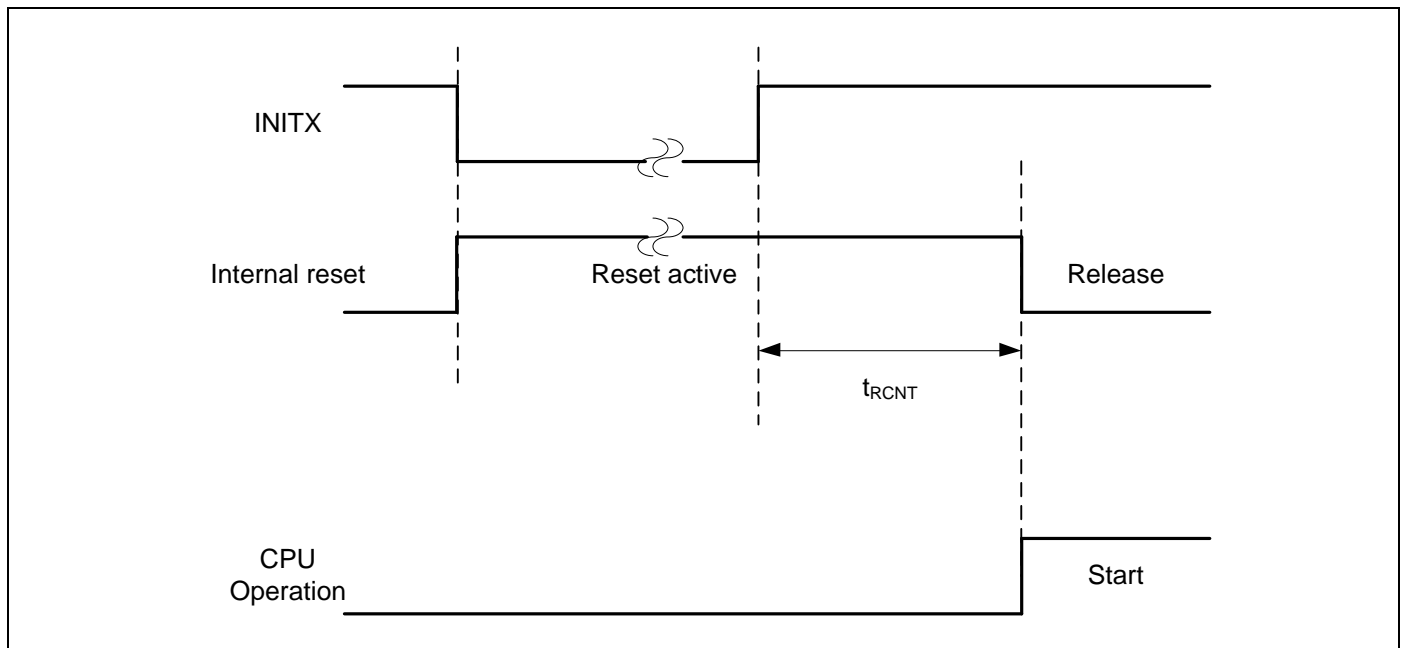 INITX
Internal reset
Reset active
Release
tRCNT
CPU
Operation
Start